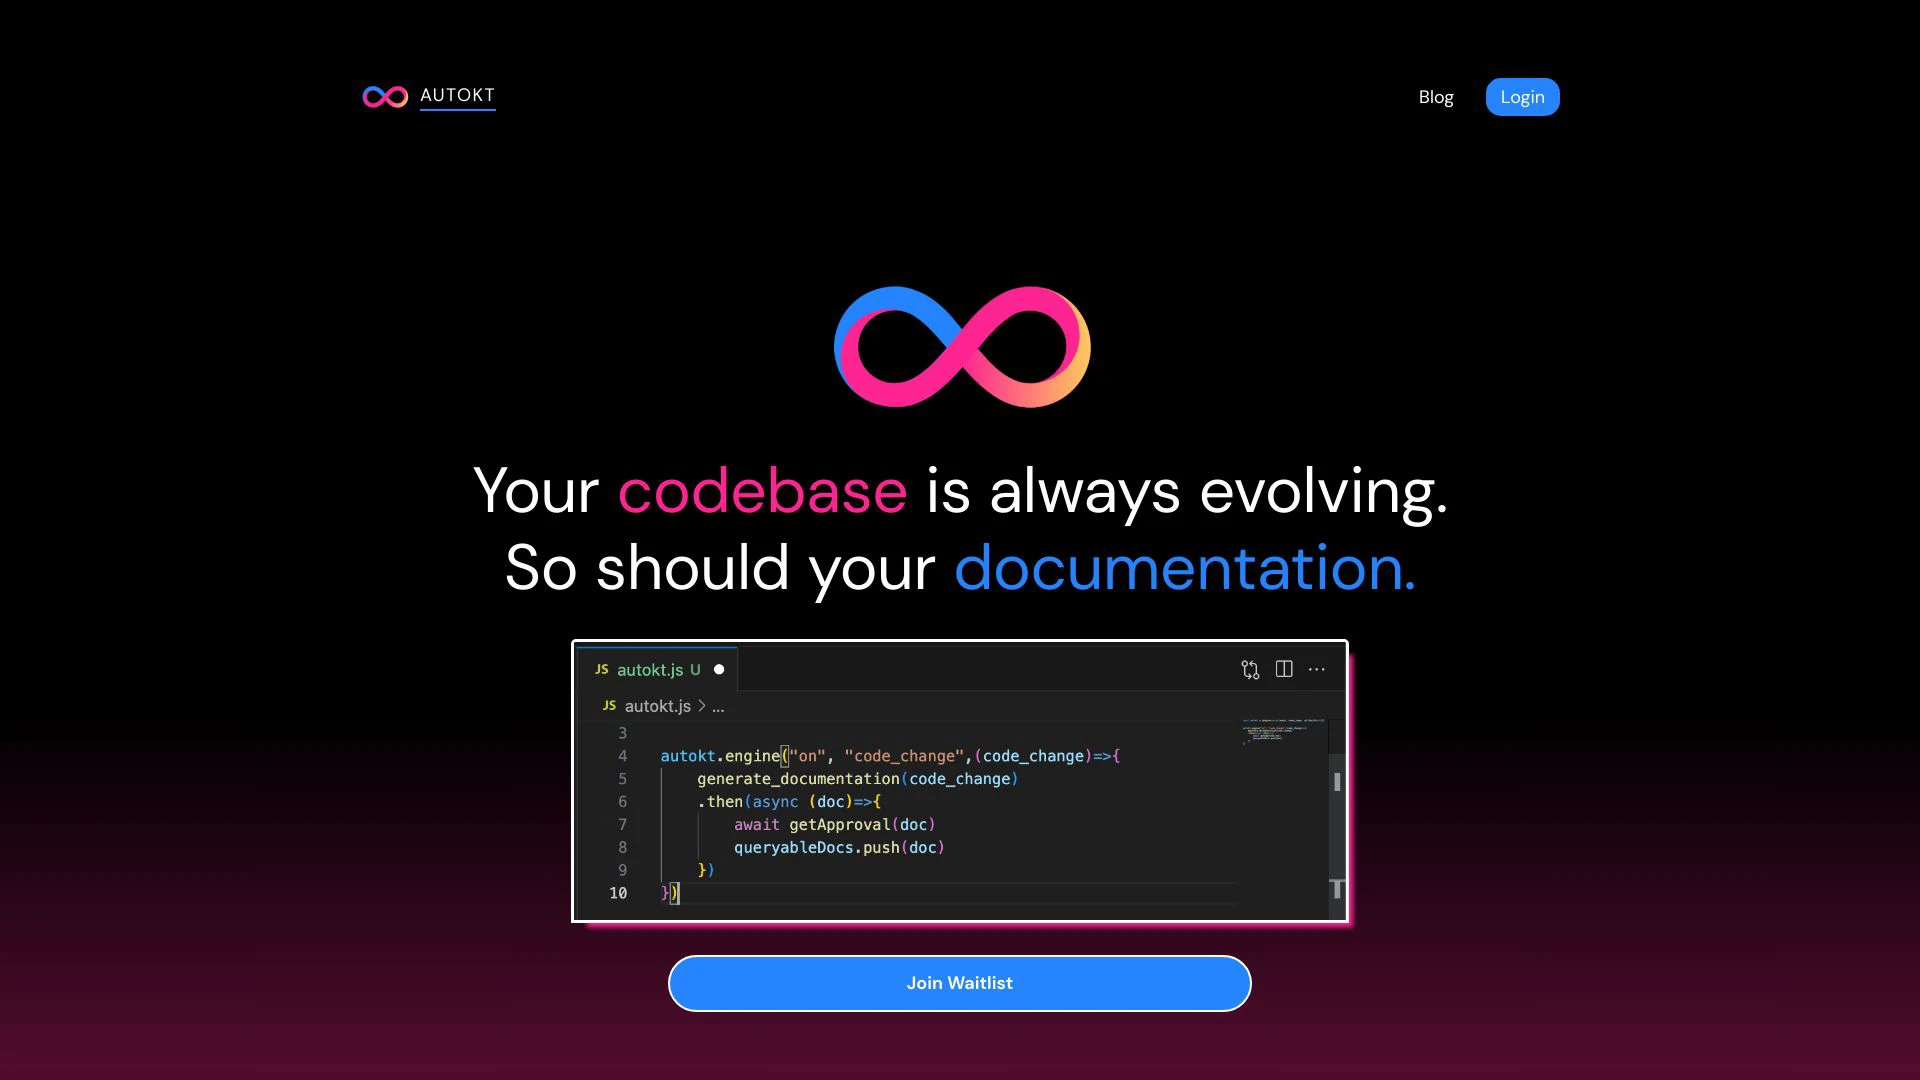 AUTOKT
Blog
Login
Your codebase is always evolving.
So should your documentation.
JS autokt.js U
JS autokt.js > ...
3
4 autokt.engine("on", "code_change",(code_change)=>{
5 generate_documentation(code_change)
6 .then(async (doc)=>{
7 await getApproval(doc)
8 queryableDocs.push(doc)
9 })
10 })
Join Waitlist